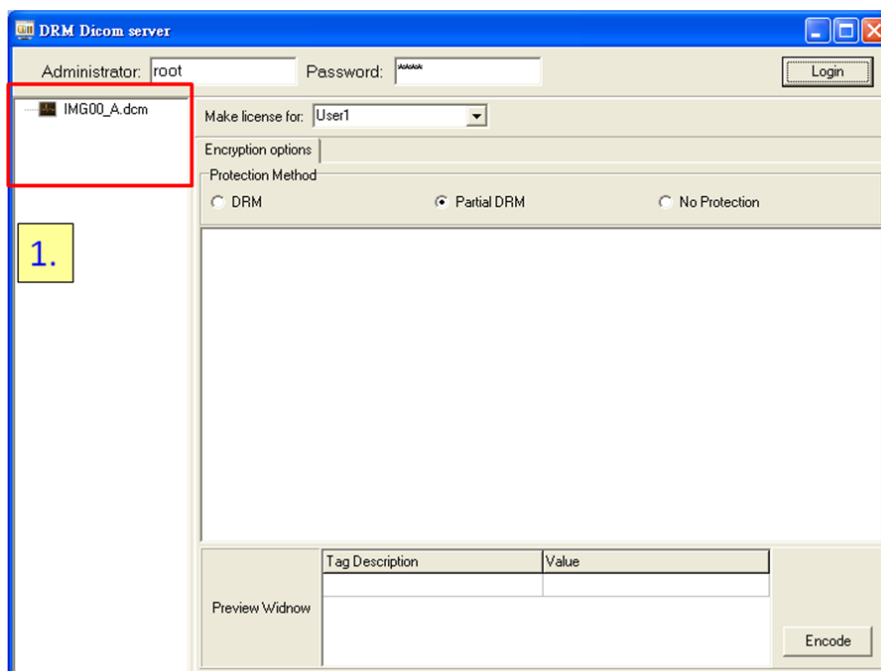 DRM Dicom server
Administrator: root Password: **** Login
IMG00_A.dcm
Make license for: User1
Encryption options
Protection Method
DRM Partial DRM No Protection
1.
Tag Description Value
Preview Widnow
Encode